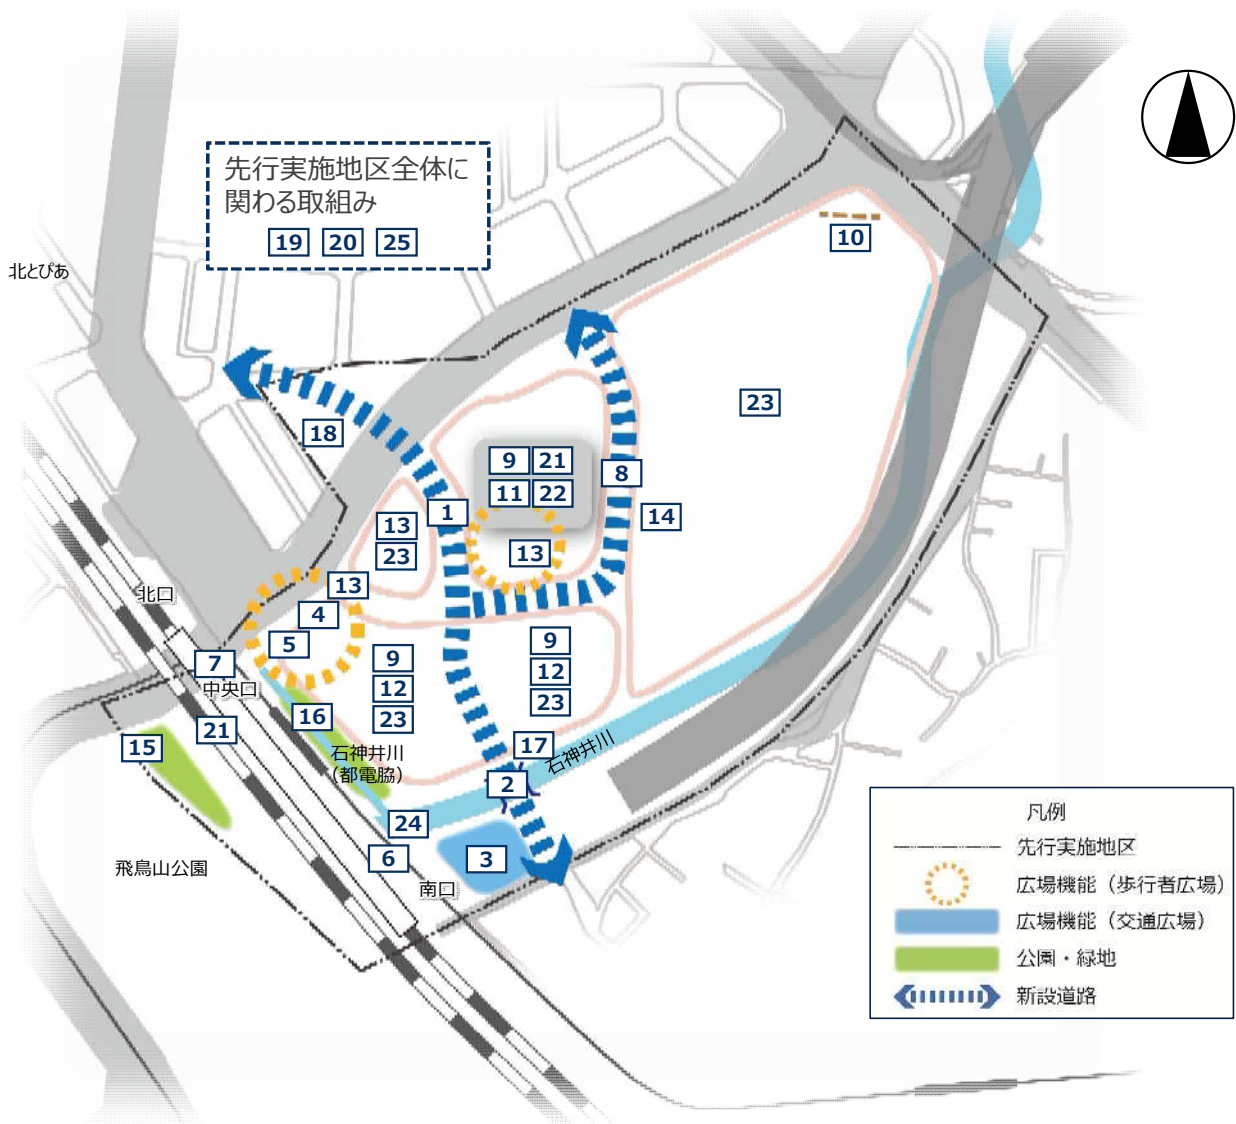 先行実施地区全体に
関わる取組み
19 20 25
10
北とぴあ
23
18
9 21
11 22
8
1
14
13
23
13
北口
13
4
5
9
12
23
9
12
23
7
中央口
21
16
15
石神井川
(都電脇)
17
石神井川
2
24
6
3
飛鳥山公園
南口
凡例
先行実施地区
広場機能（歩行者広場）
広場機能（交通広場）
公園・緑地
新設道路